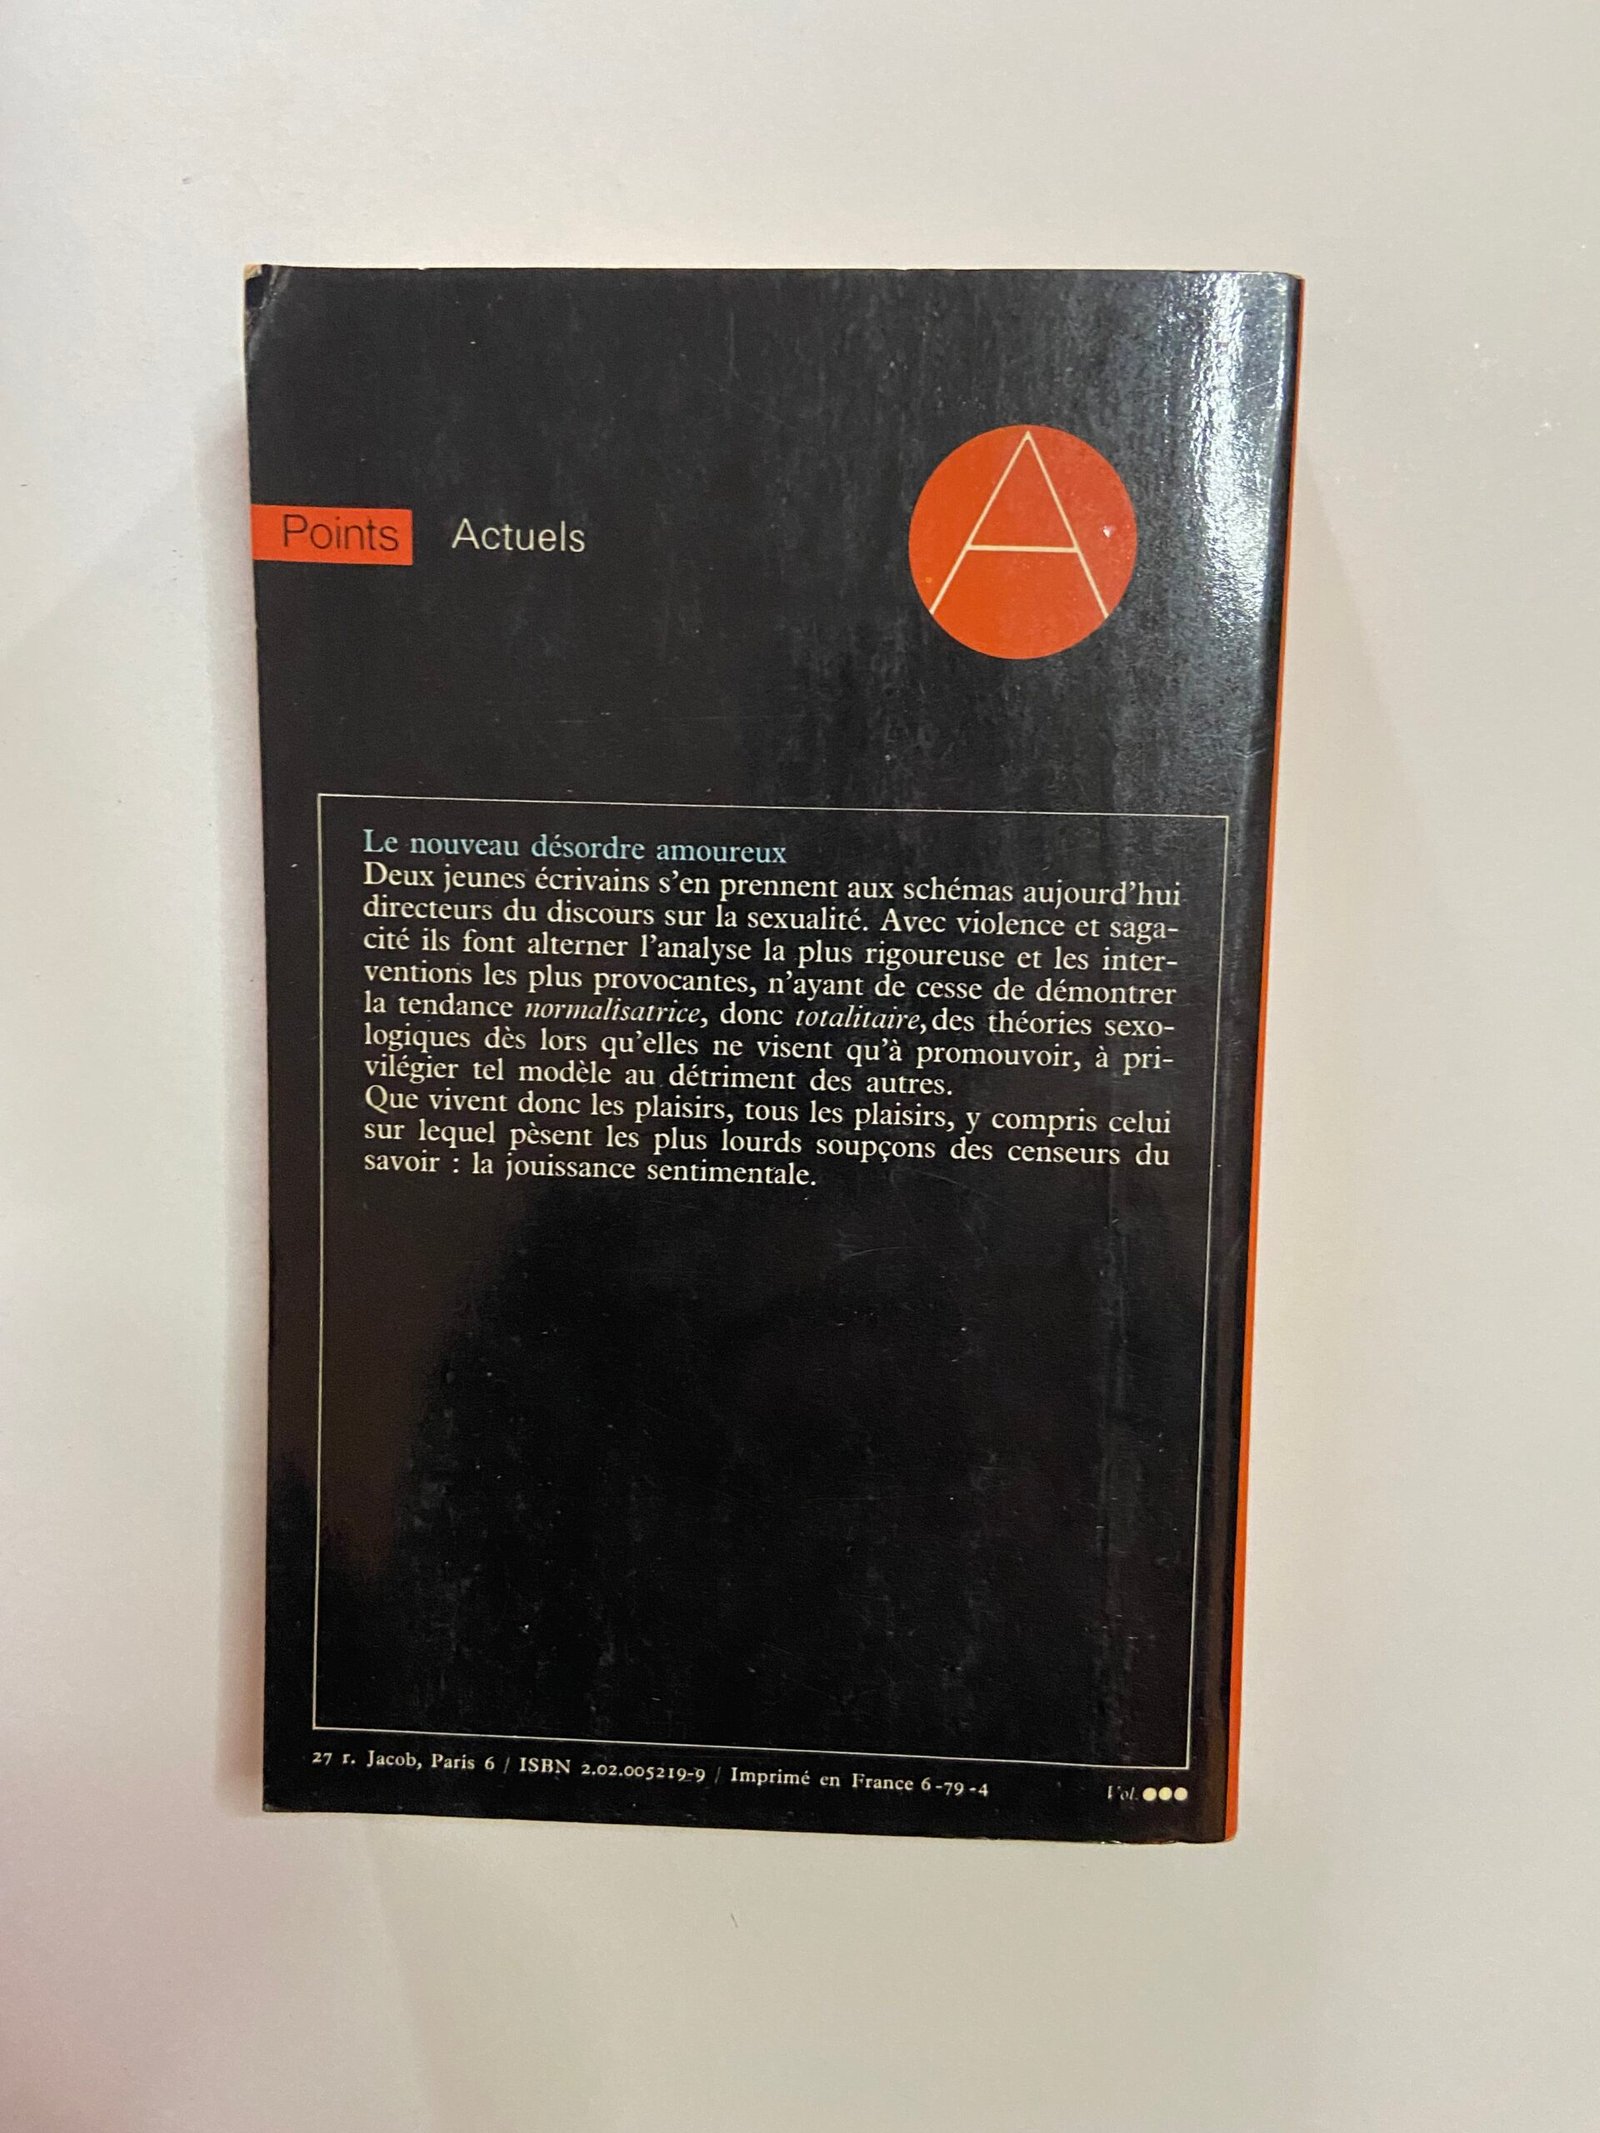 Points Actuels
A
Le nouveau désordre amoureux
Deux jeunes écrivains s'en prennent aux schémas aujourd'hui
directeurs du discours sur la sexualité. Avec violence et saga-
cité ils font alterner l'analyse la plus rigoureuse et les inter-
ventions les plus provocantes, n'ayant de cesse de démontrer
la tendance normalisatrice, donc totalitaire, des théories sexo-
logiques dès lors qu'elles ne visent qu'à promouvoir, à pri-
vilégier tel modèle au détriment des autres.
Que vivent donc les plaisirs, tous les plaisirs, y compris celui
sur lequel pèsent les plus lourds soupçons des censeurs du
savoir : la jouissance sentimentale.
27 r. Jacob, Paris 6 / ISBN 2.02.005219-9 / Imprimé en France 6-79-4
Vol. ●●●